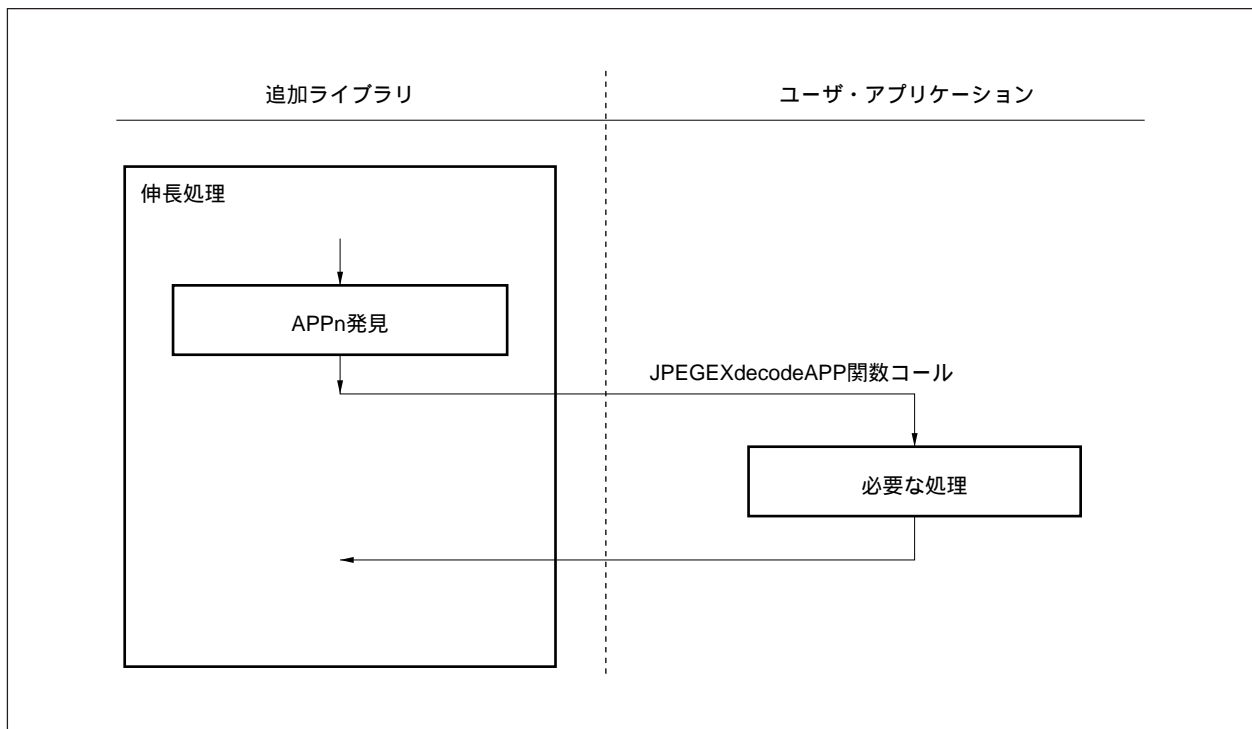 追加ライブラリ
ユーザ・アプリケーション
伸長処理
APPn発見
JPEGEXdecodeAPP関数コール
必要な処理